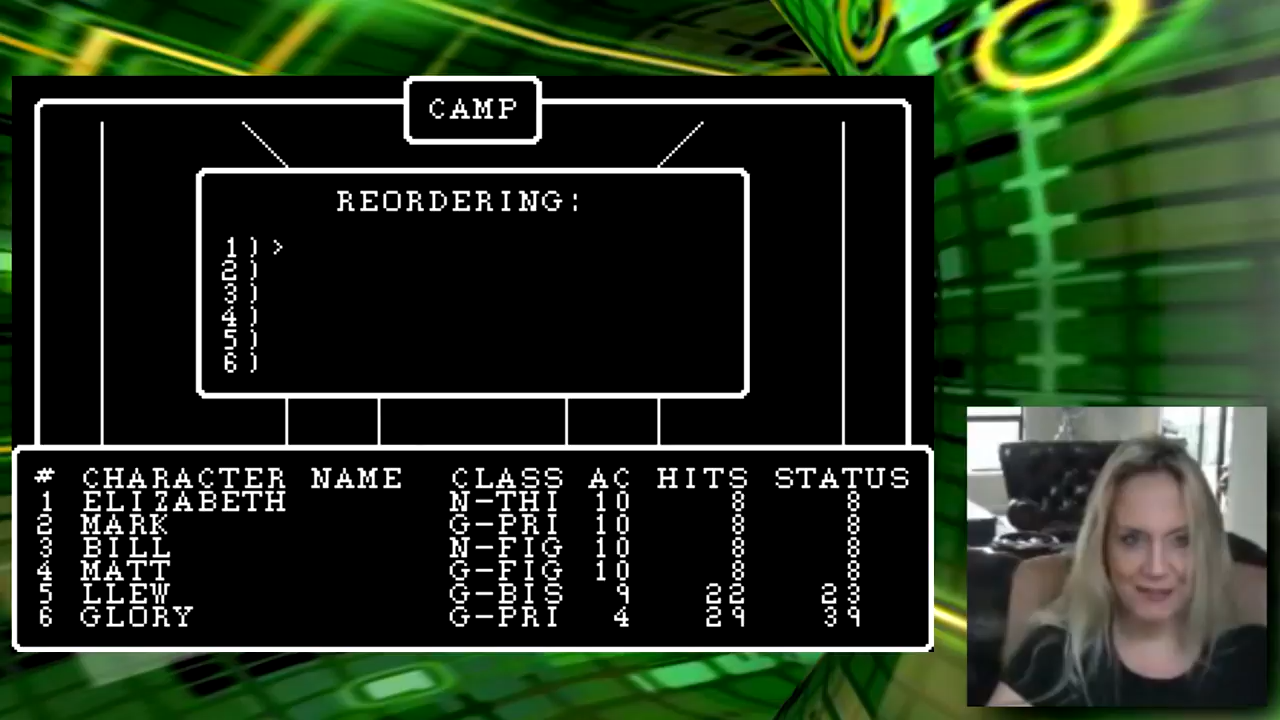 CAMP
REORDERING:
1)>
2)
3)
4)
5)
6)
# CHARACTER NAME CLASS AC HITS STATUS
1 ELIZABETH N-THI 10 8 8
2 MARK G-PRI 10 8 8
3 BILL N-FIG 10 8 8
4 MATT G-FIG 10 8 8
5 LLEW G-BIS 9 22 23
6 GLORY G-PRI 4 29 39